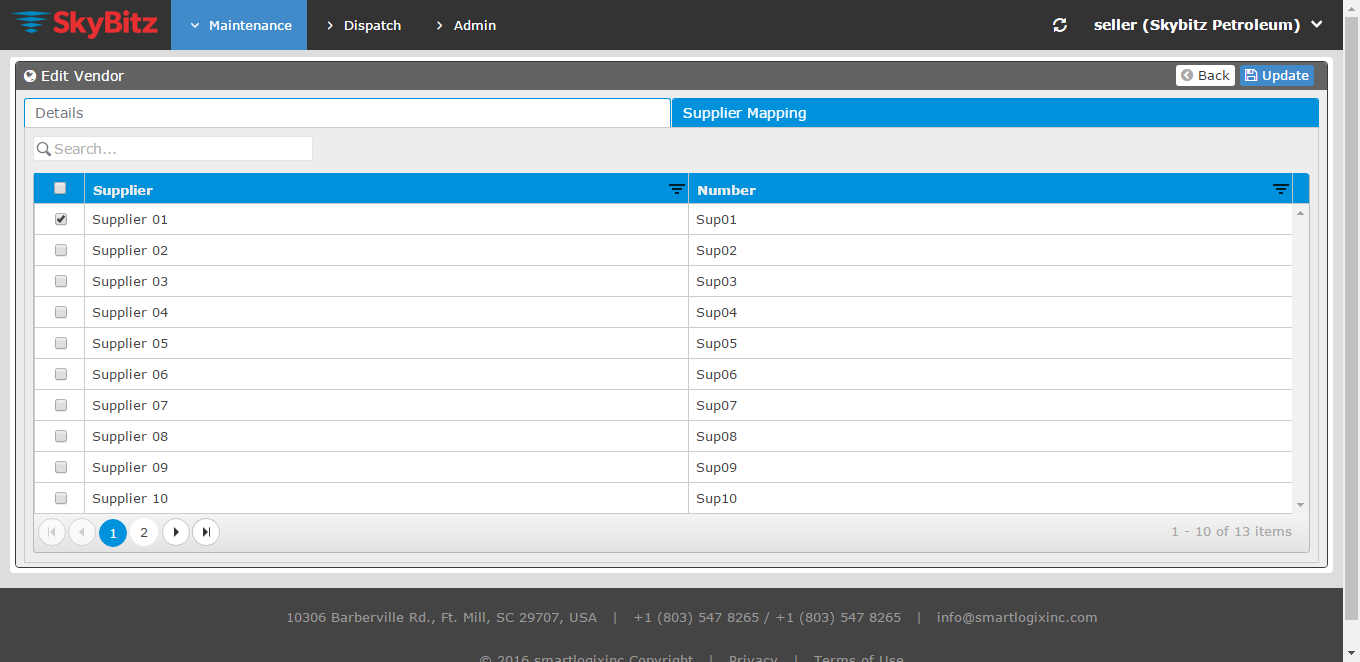 SkyBitz Maintenance Dispatch Admin seller (Skybitz Petroleum)
Edit Vendor Back Update
Details Supplier Mapping
Search...
Supplier Number
Supplier 01 Sup01
Supplier 02 Sup02
Supplier 03 Sup03
Supplier 04 Sup04
Supplier 05 Sup05
Supplier 06 Sup06
Supplier 07 Sup07
Supplier 08 Sup08
Supplier 09 Sup09
Supplier 10 Sup10
1 2 1 - 10 of 13 items
10306 Barberville Rd., Ft. Mill, SC 29707, USA | +1 (803) 547 8265 / +1 (803) 547 8265 | info@smartlogixinc.com
© 2016 smartlogixinc Copyright | Privacy | Terms of Use